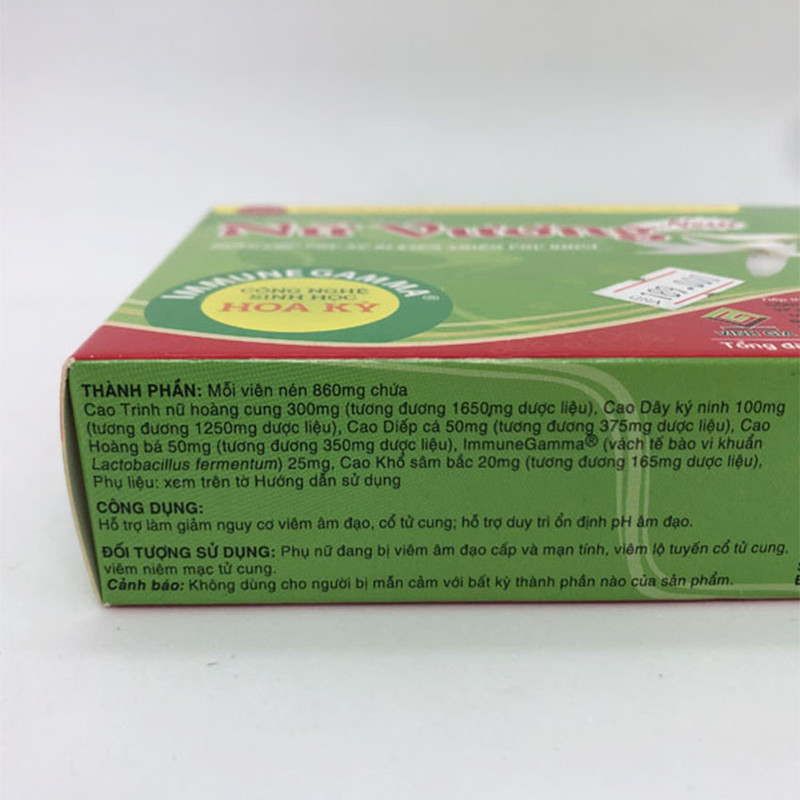 Nữ Vương
IMMUNE GAMMA®
CÔNG NGHỆ
SINH HỌC
HOA KỲ
VINH GIA
Tổng đà
THÀNH PHẦN: Mỗi viên nén 860mg chứa
Cao Trinh nữ hoàng cung 300mg (tương đương 1650mg dược liệu), Cao Dây ký ninh 100mg
(tương đương 1250mg dược liệu), Cao Diếp cá 50mg (tương đương 375mg dược liệu), Cao
Hoàng bá 50mg (tương đương 350mg dược liệu), ImmuneGamma® (vách tế bào vi khuẩn
Lactobacillus fermentum) 25mg, Cao Khổ sâm bắc 20mg (tương đương 165mg dược liệu),
Phụ liệu: xem trên tờ Hướng dẫn sử dụng
CÔNG DỤNG:
Hỗ trợ làm giảm nguy cơ viêm âm đạo, cổ tử cung; hỗ trợ duy trì ổn định pH âm đạo.
ĐỐI TƯỢNG SỬ DỤNG: Phụ nữ đang bị viêm âm đạo cấp và mạn tính, viêm lộ tuyến cổ tử cung,
viêm niêm mạc tử cung.
Cảnh báo: Không dùng cho người bị mẫn cảm với bất kỳ thành phần nào của sản phẩm.